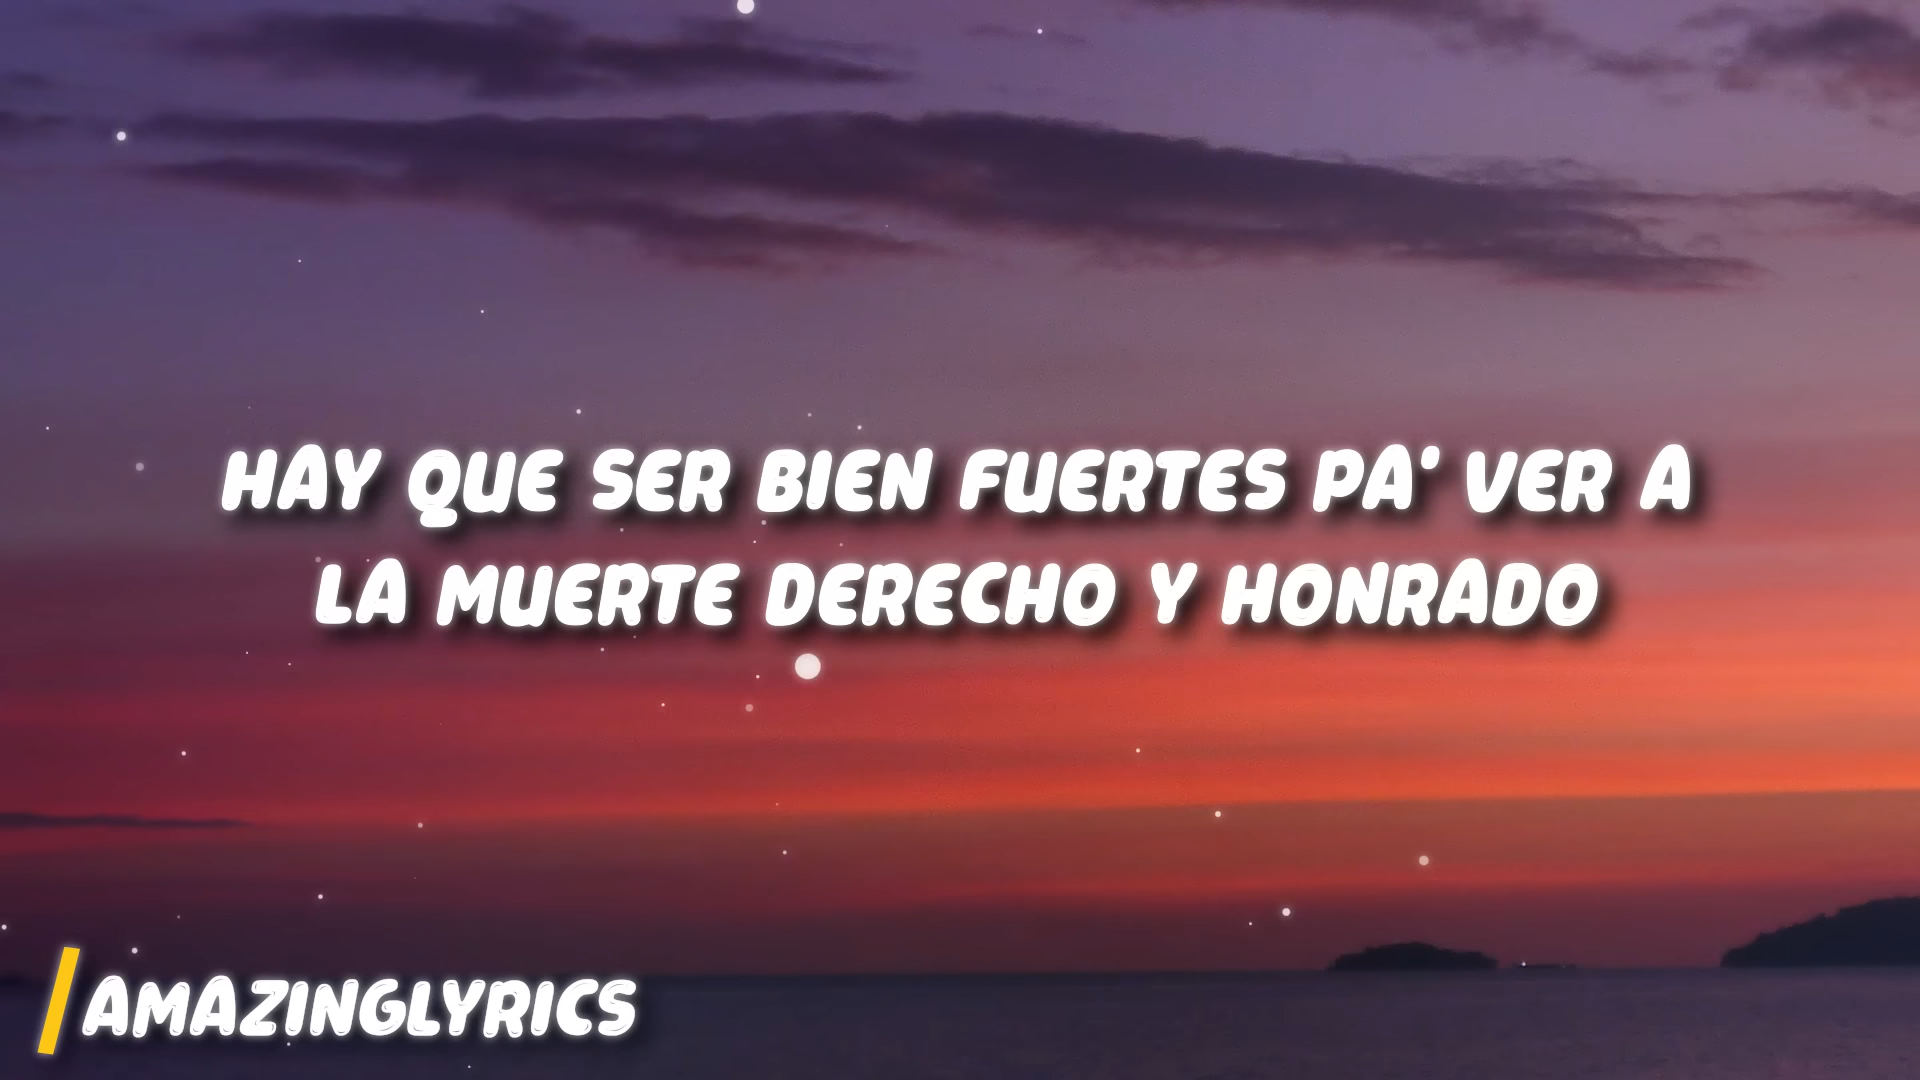 HAY QUE SER BIEN FUERTES PA' VER A
LA MUERTE DERECHO Y HONRADO
AMAZINGLYRICS